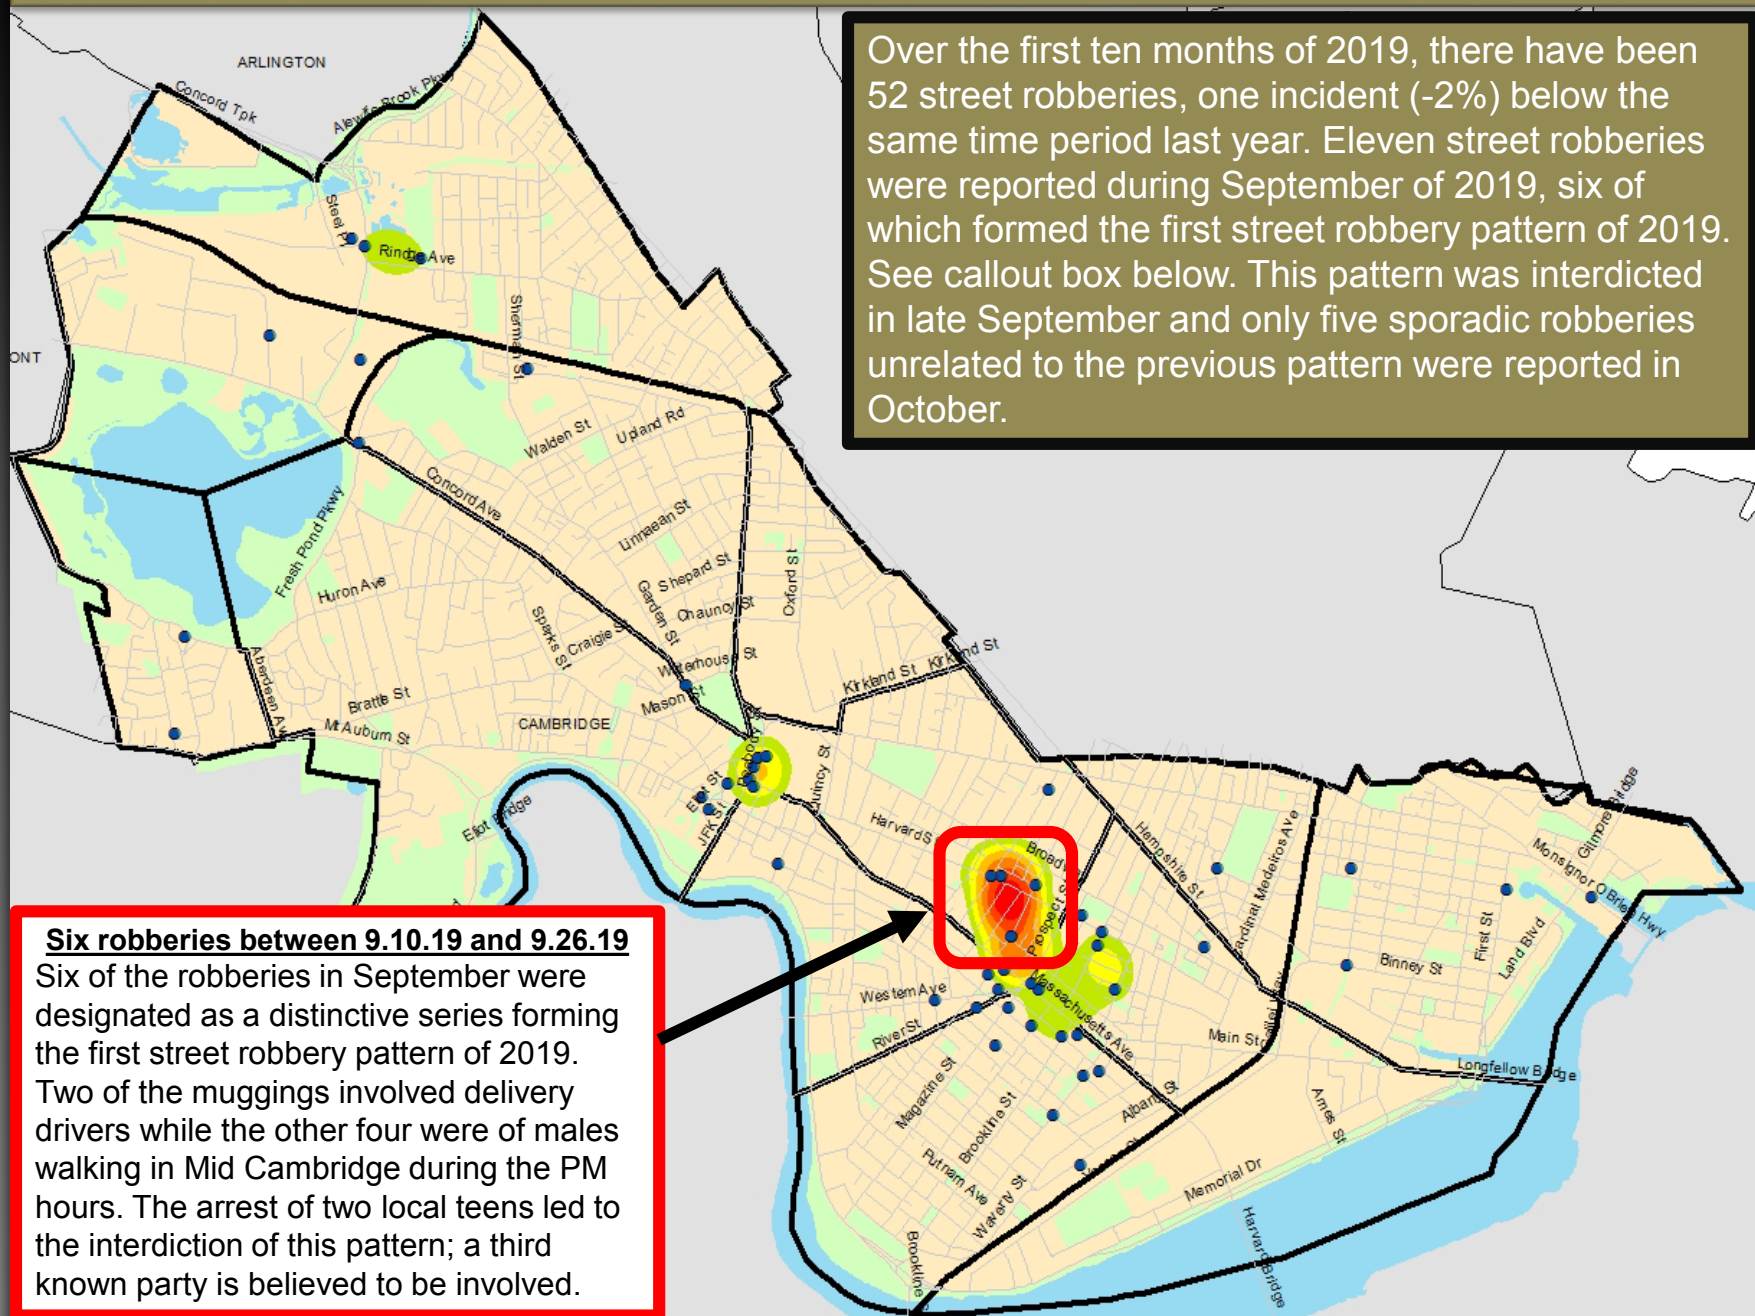 Over the first ten months of 2019, there have been
52 street robberies, one incident (-2%) below the
same time period last year. Eleven street robberies
were reported during September of 2019, six of
which formed the first street robbery pattern of 2019.
See callout box below. This pattern was interdicted
in late September and only five sporadic robberies
unrelated to the previous pattern were reported in
October.
ARLINGTON
Concord Tpk
Alewife Brook Pkwy
Steel Pl
Rindge Ave
Sherman St
ONT
Walden St
Upland Rd
Concord Ave
Linnaean St
Fresh Pond Pkwy
Huron Ave
Shepard St
Garden St
Chauncy St
Oxford St
Sparks St
Craigie S
Waterhouse St
Kirkland St
Kirkland St
Aberdeen Av
Brattle St
Mason St
Mt Auburn St
CAMBRIDGE
Peabody
Quincy St
Eliot St
JFK St
Eliot Bridge
Harvard S
Broadw
Prospect S
Hampshire St
Cardinal Medeiros Ave
Gilmore Bridge
Monsignor O'Brien Hwy
First St
Land Blvd
Binney St
Western Ave
River St
Massachusetts Ave
Main St
Longfellow Bridge
Magazine St
Brookline St
Albany St
Ames St
Putnam Ave
Waverly St
Memorial Dr
Harvard Bridge
Brookline
Six robberies between 9.10.19 and 9.26.19
Six of the robberies in September were
designated as a distinctive series forming
the first street robbery pattern of 2019.
Two of the muggings involved delivery
drivers while the other four were of males
walking in Mid Cambridge during the PM
hours. The arrest of two local teens led to
the interdiction of this pattern; a third
known party is believed to be involved.